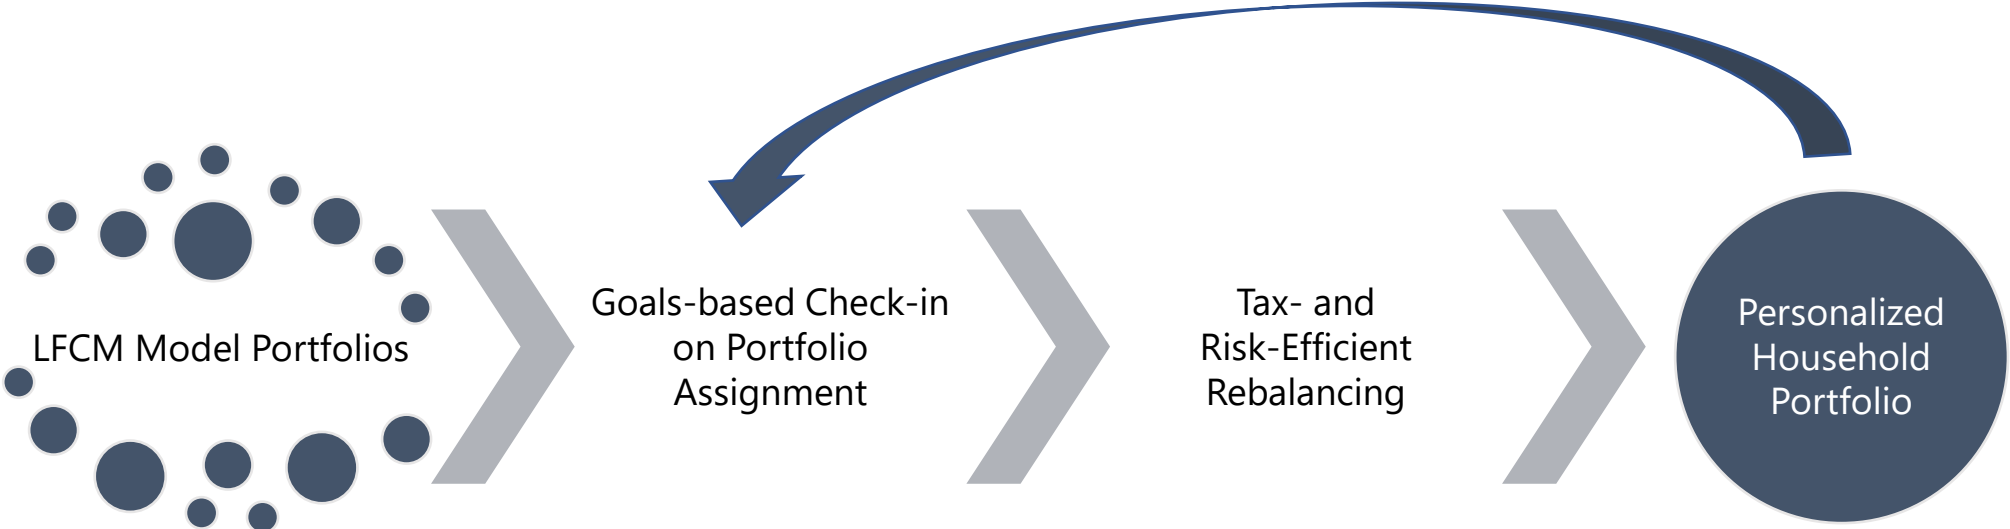 LFCM Model Portfolios
Goals-based Check-in
on Portfolio
Assignment
Tax- and
Risk-Efficient
Rebalancing
Personalized
Household
Portfolio